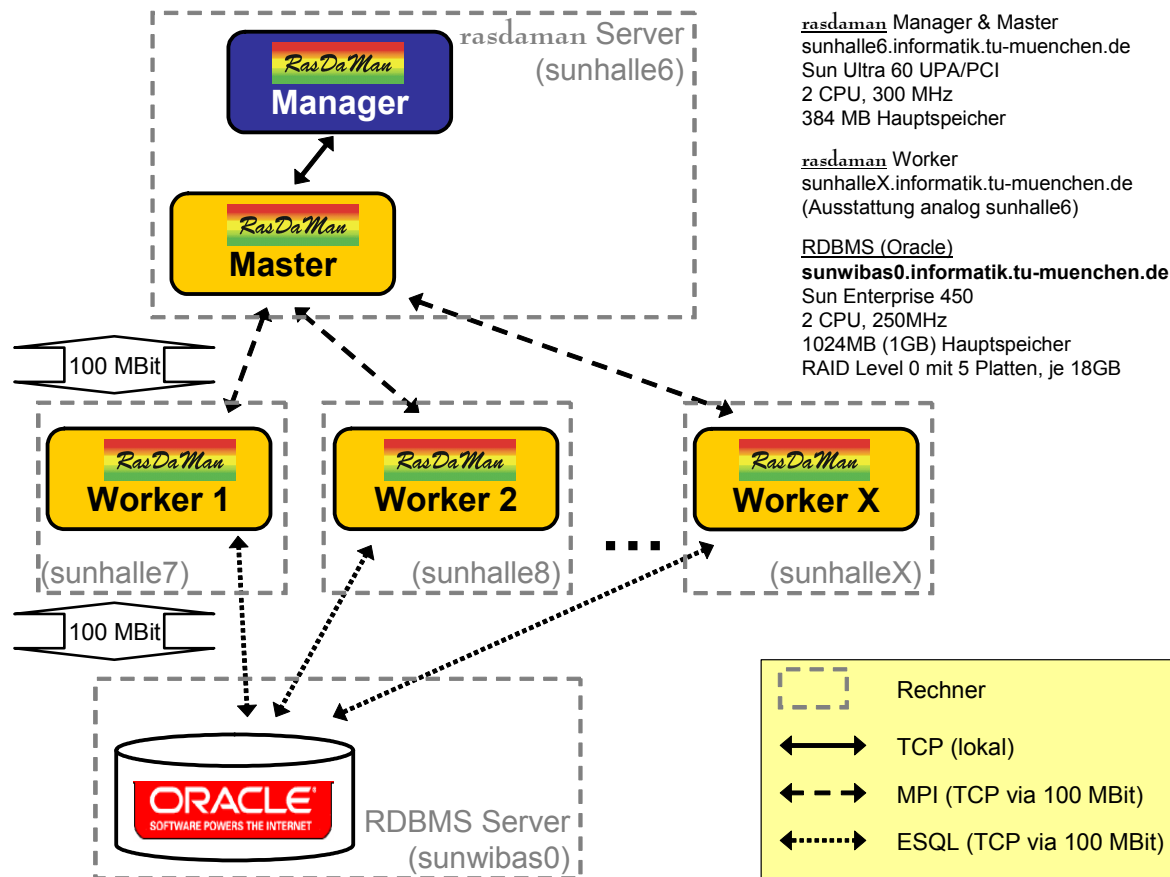 rasdaman Server
(sunhalle6)
RasDaMan
Manager
RasDaMan
Master
rasdaman Manager & Master
sunhalle6.informatik.tu-muenchen.de
Sun Ultra 60 UPA/PCI
2 CPU, 300 MHz
384 MB Hauptspeicher
rasdaman Worker
sunhalleX.informatik.tu-muenchen.de
(Ausstattung analog sunhalle6)
RDBMS (Oracle)
sunwibas0.informatik.tu-muenchen.de
Sun Enterprise 450
2 CPU, 250MHz
1024MB (1GB) Hauptspeicher
RAID Level 0 mit 5 Platten, je 18GB
100 MBit
RasDaMan
Worker 1
(sunhalle7)
RasDaMan
Worker 2
(sunhalle8)
...
RasDaMan
Worker X
(sunhalleX)
100 MBit
ORACLE
SOFTWARE POWERS THE INTERNET
RDBMS Server
(sunwibas0)
Rechner
TCP (lokal)
MPI (TCP via 100 MBit)
ESQL (TCP via 100 MBit)